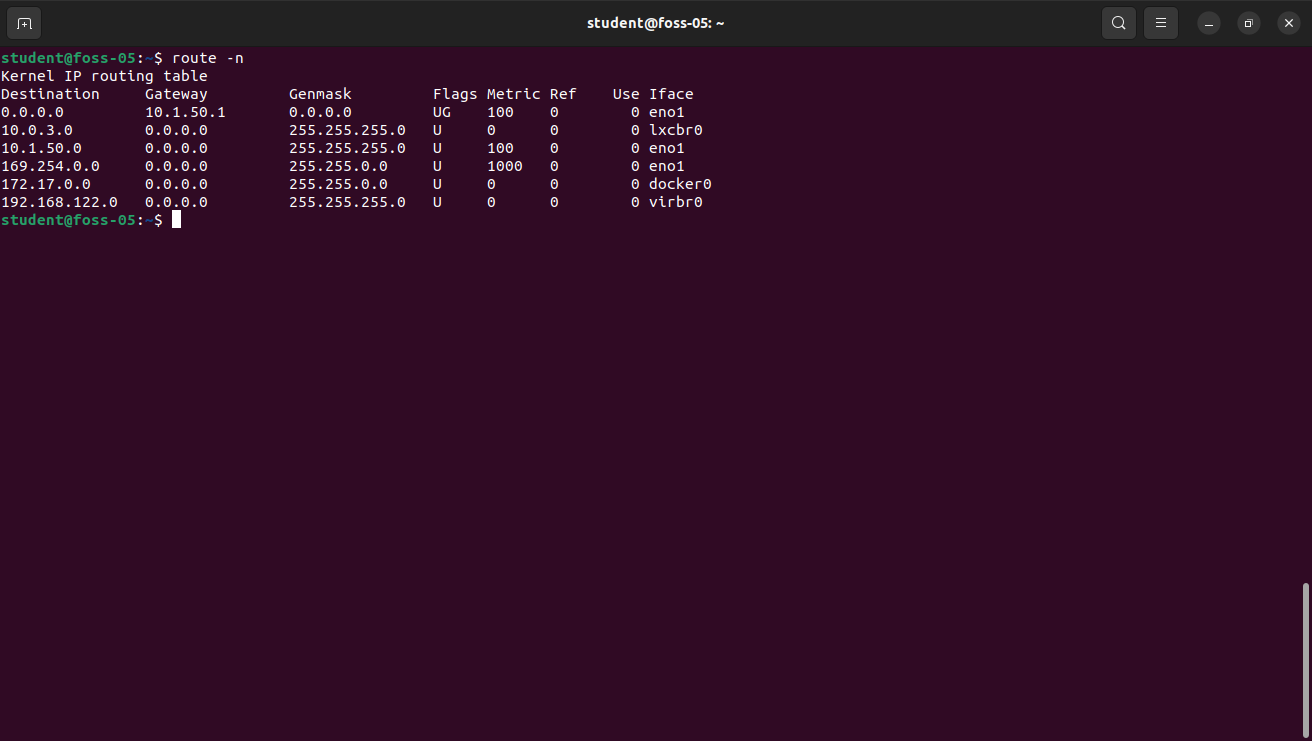 student@foss-05: ~
student@foss-05:~$ route -n
Kernel IP routing table
Destination     Gateway         Genmask         Flags Metric Ref    Use Iface
0.0.0.0         10.1.50.1       0.0.0.0         UG    100    0        0 eno1
10.0.3.0        0.0.0.0         255.255.255.0   U     0      0        0 lxcbr0
10.1.50.0       0.0.0.0         255.255.255.0   U     100    0        0 eno1
169.254.0.0     0.0.0.0         255.255.0.0     U     1000   0        0 eno1
172.17.0.0      0.0.0.0         255.255.0.0     U     0      0        0 docker0
192.168.122.0   0.0.0.0         255.255.255.0   U     0      0        0 virbr0
student@foss-05:~$